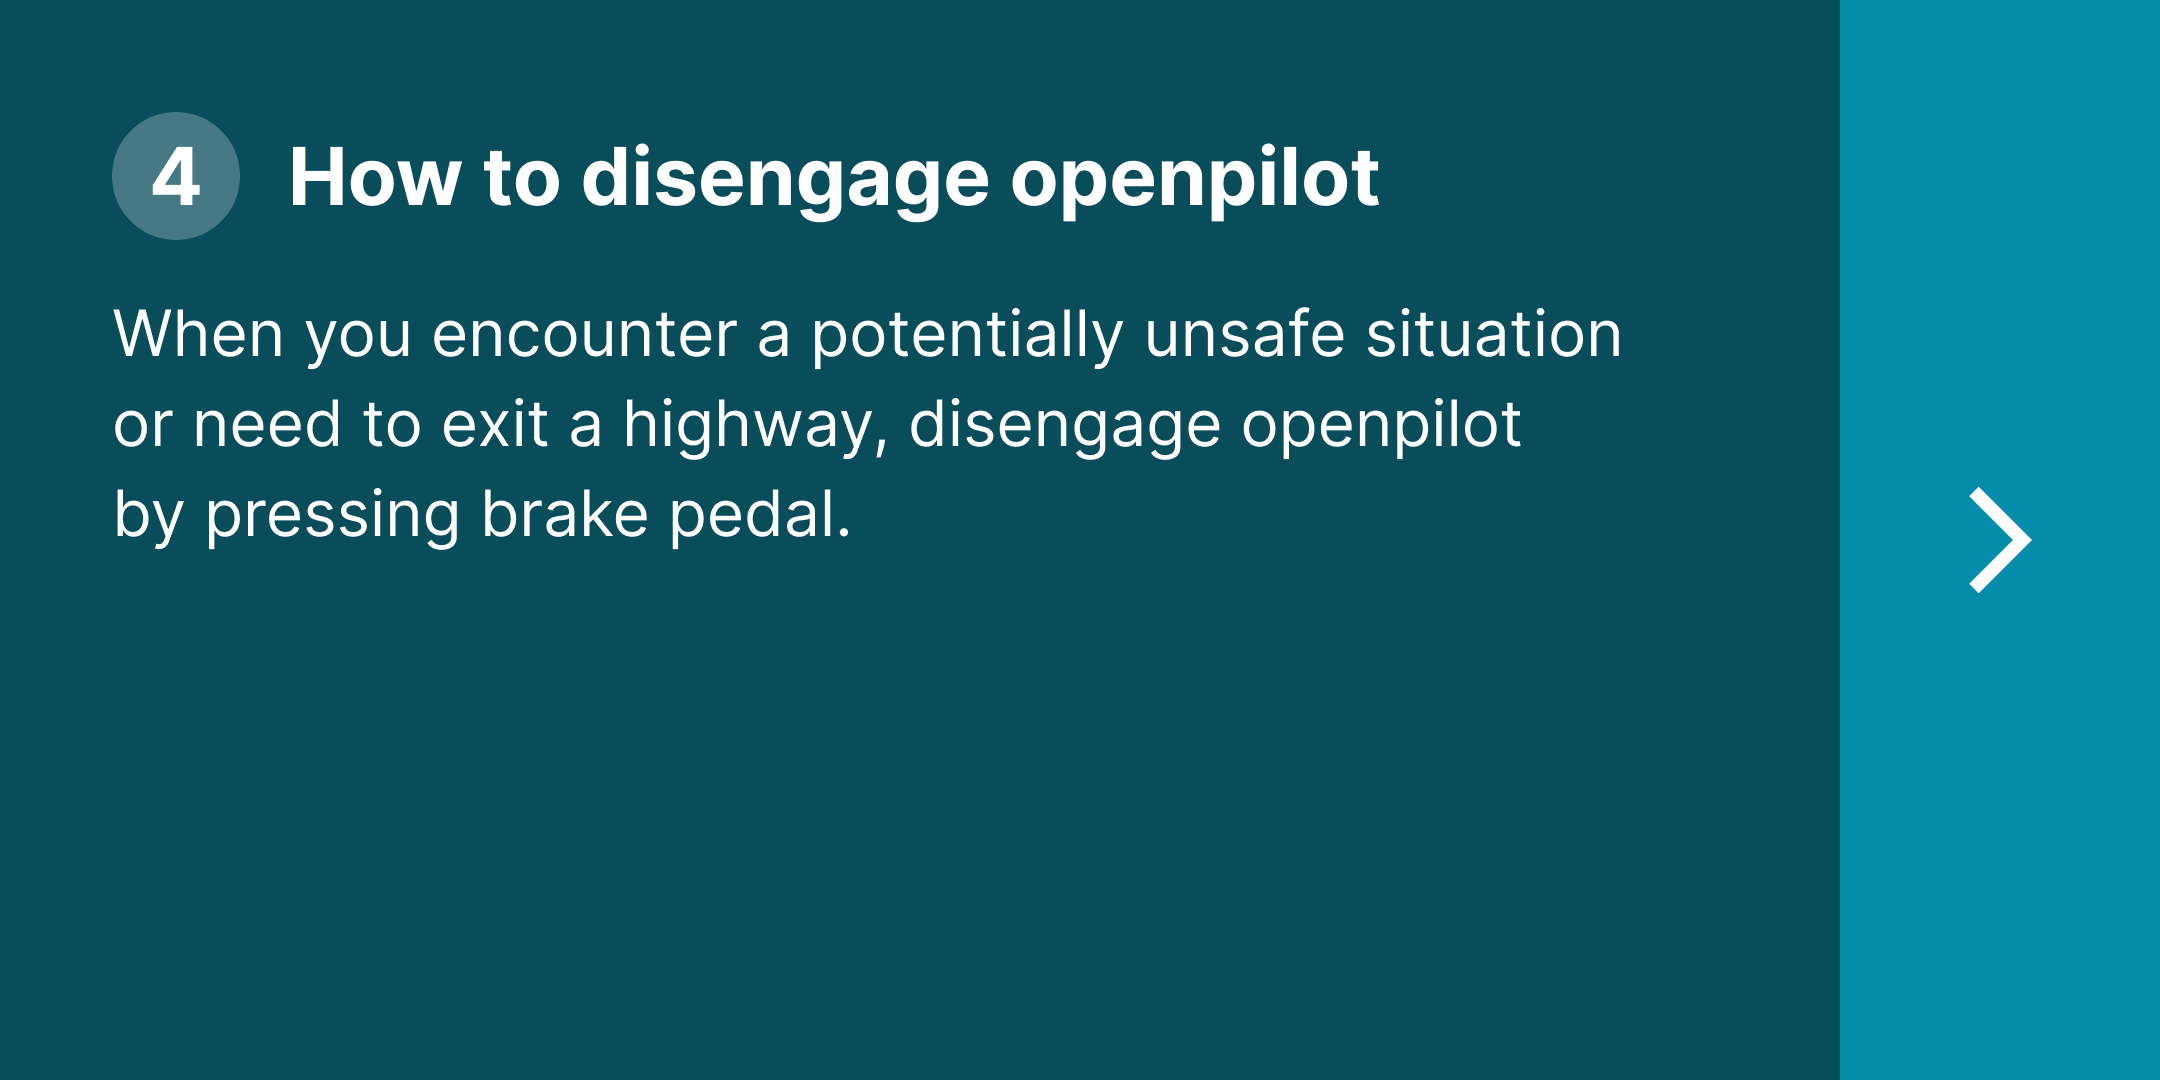 4 How to disengage openpilot
When you encounter a potentially unsafe situation
or need to exit a highway, disengage openpilot
by pressing brake pedal.